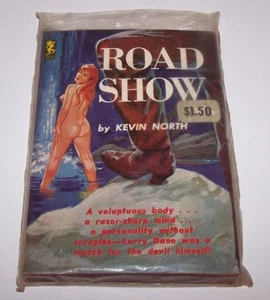 ROAD
SHOW
$1.50
by KEVIN NORTH
A voluptuous body . . .
a razor-sharp mind . . .
a personality without
scruples—Larry Dane was a
match for the devil himself!